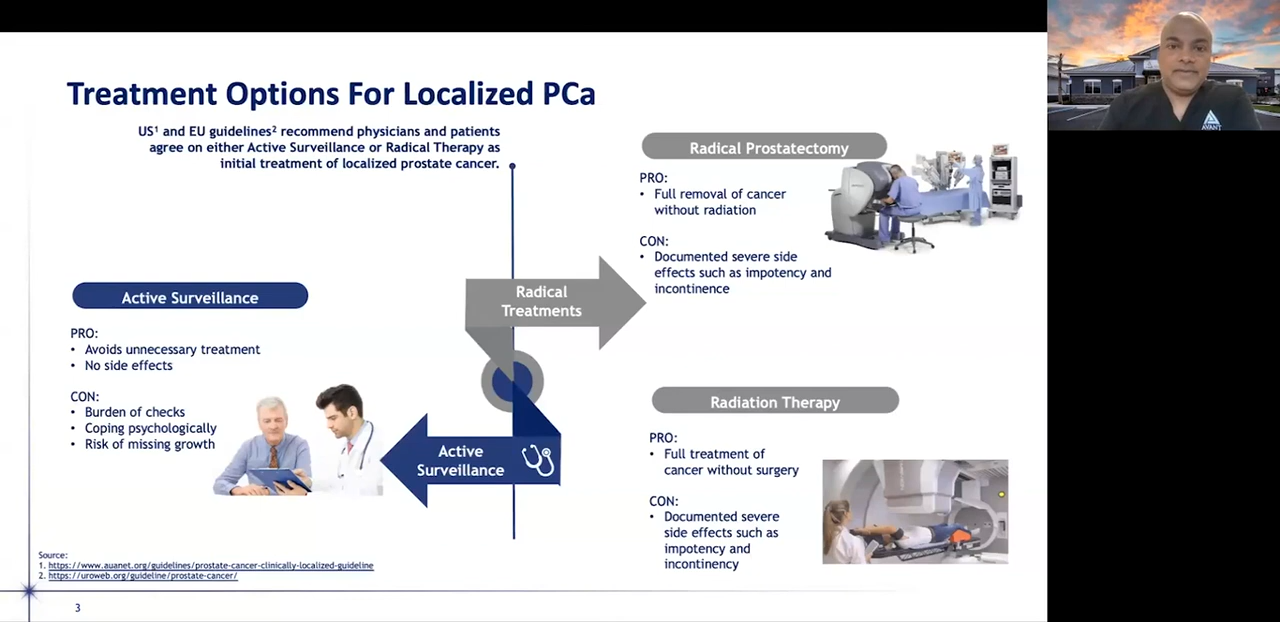 Treatment Options For Localized PCa
US¹ and EU guidelines² recommend physicians and patients
agree on either Active Surveillance or Radical Therapy as
initial treatment of localized prostate cancer.
Active Surveillance
PRO:
• Avoids unnecessary treatment
• No side effects
CON:
• Burden of checks
• Coping psychologically
• Risk of missing growth
Radical
Treatments
Active
Surveillance
Radical Prostatectomy
PRO:
• Full removal of cancer
without radiation
CON:
• Documented severe side
effects such as impotency and
incontinence
Radiation Therapy
PRO:
• Full treatment of
cancer without surgery
CON:
• Documented severe
side effects such as
impotency and
incontinency
Source:
1. https://www.auanet.org/guidelines/prostate-cancer-clinically-localized-guideline
2. https://uroweb.org/guideline/prostate-cancer/
3
AVANT